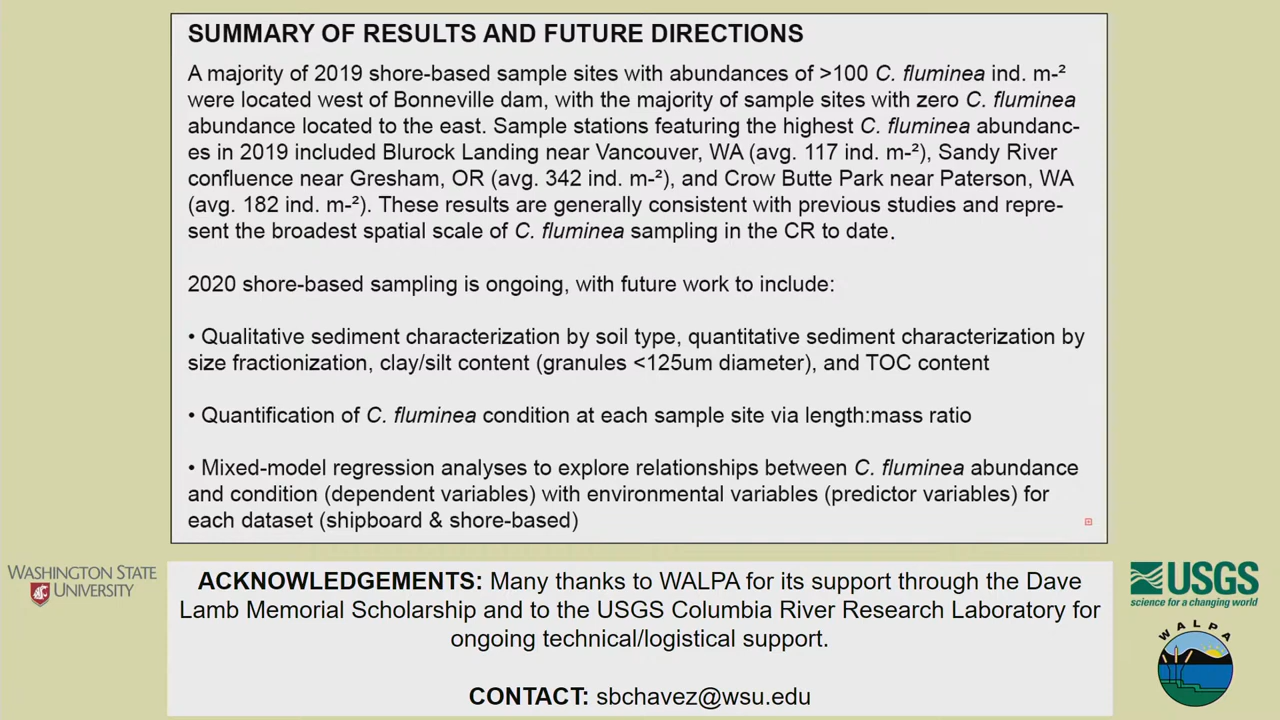 SUMMARY OF RESULTS AND FUTURE DIRECTIONS
A majority of 2019 shore-based sample sites with abundances of >100 C. fluminea ind. m-²
were located west of Bonneville dam, with the majority of sample sites with zero C. fluminea
abundance located to the east. Sample stations featuring the highest C. fluminea abundanc-
es in 2019 included Blurock Landing near Vancouver, WA (avg. 117 ind. m-²), Sandy River
confluence near Gresham, OR (avg. 342 ind. m-²), and Crow Butte Park near Paterson, WA
(avg. 182 ind. m-²). These results are generally consistent with previous studies and repre-
sent the broadest spatial scale of C. fluminea sampling in the CR to date.
2020 shore-based sampling is ongoing, with future work to include:
• Qualitative sediment characterization by soil type, quantitative sediment characterization by
size fractionization, clay/silt content (granules <125um diameter), and TOC content
• Quantification of C. fluminea condition at each sample site via length:mass ratio
• Mixed-model regression analyses to explore relationships between C. fluminea abundance
and condition (dependent variables) with environmental variables (predictor variables) for
each dataset (shipboard & shore-based)
WASHINGTON STATE
UNIVERSITY
ACKNOWLEDGEMENTS: Many thanks to WALPA for its support through the Dave
Lamb Memorial Scholarship and to the USGS Columbia River Research Laboratory for
ongoing technical/logistical support.
CONTACT: sbchavez@wsu.edu
USGS
science for a changing world
WALPA